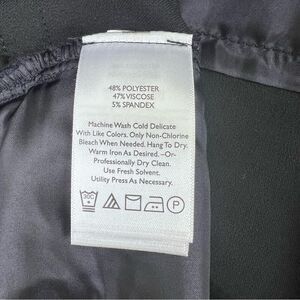 48% POLYESTER
47% VISCOSE
5% SPANDEX
Machine Wash Cold Delicate
With Like Colors. Only Non-Chlorine
Bleach When Needed. Hang To Dry.
Warm Iron As Desired. –Or–
Professionally Dry Clean.
Use Fresh Solvent.
Utility Press As Necessary.
30C P